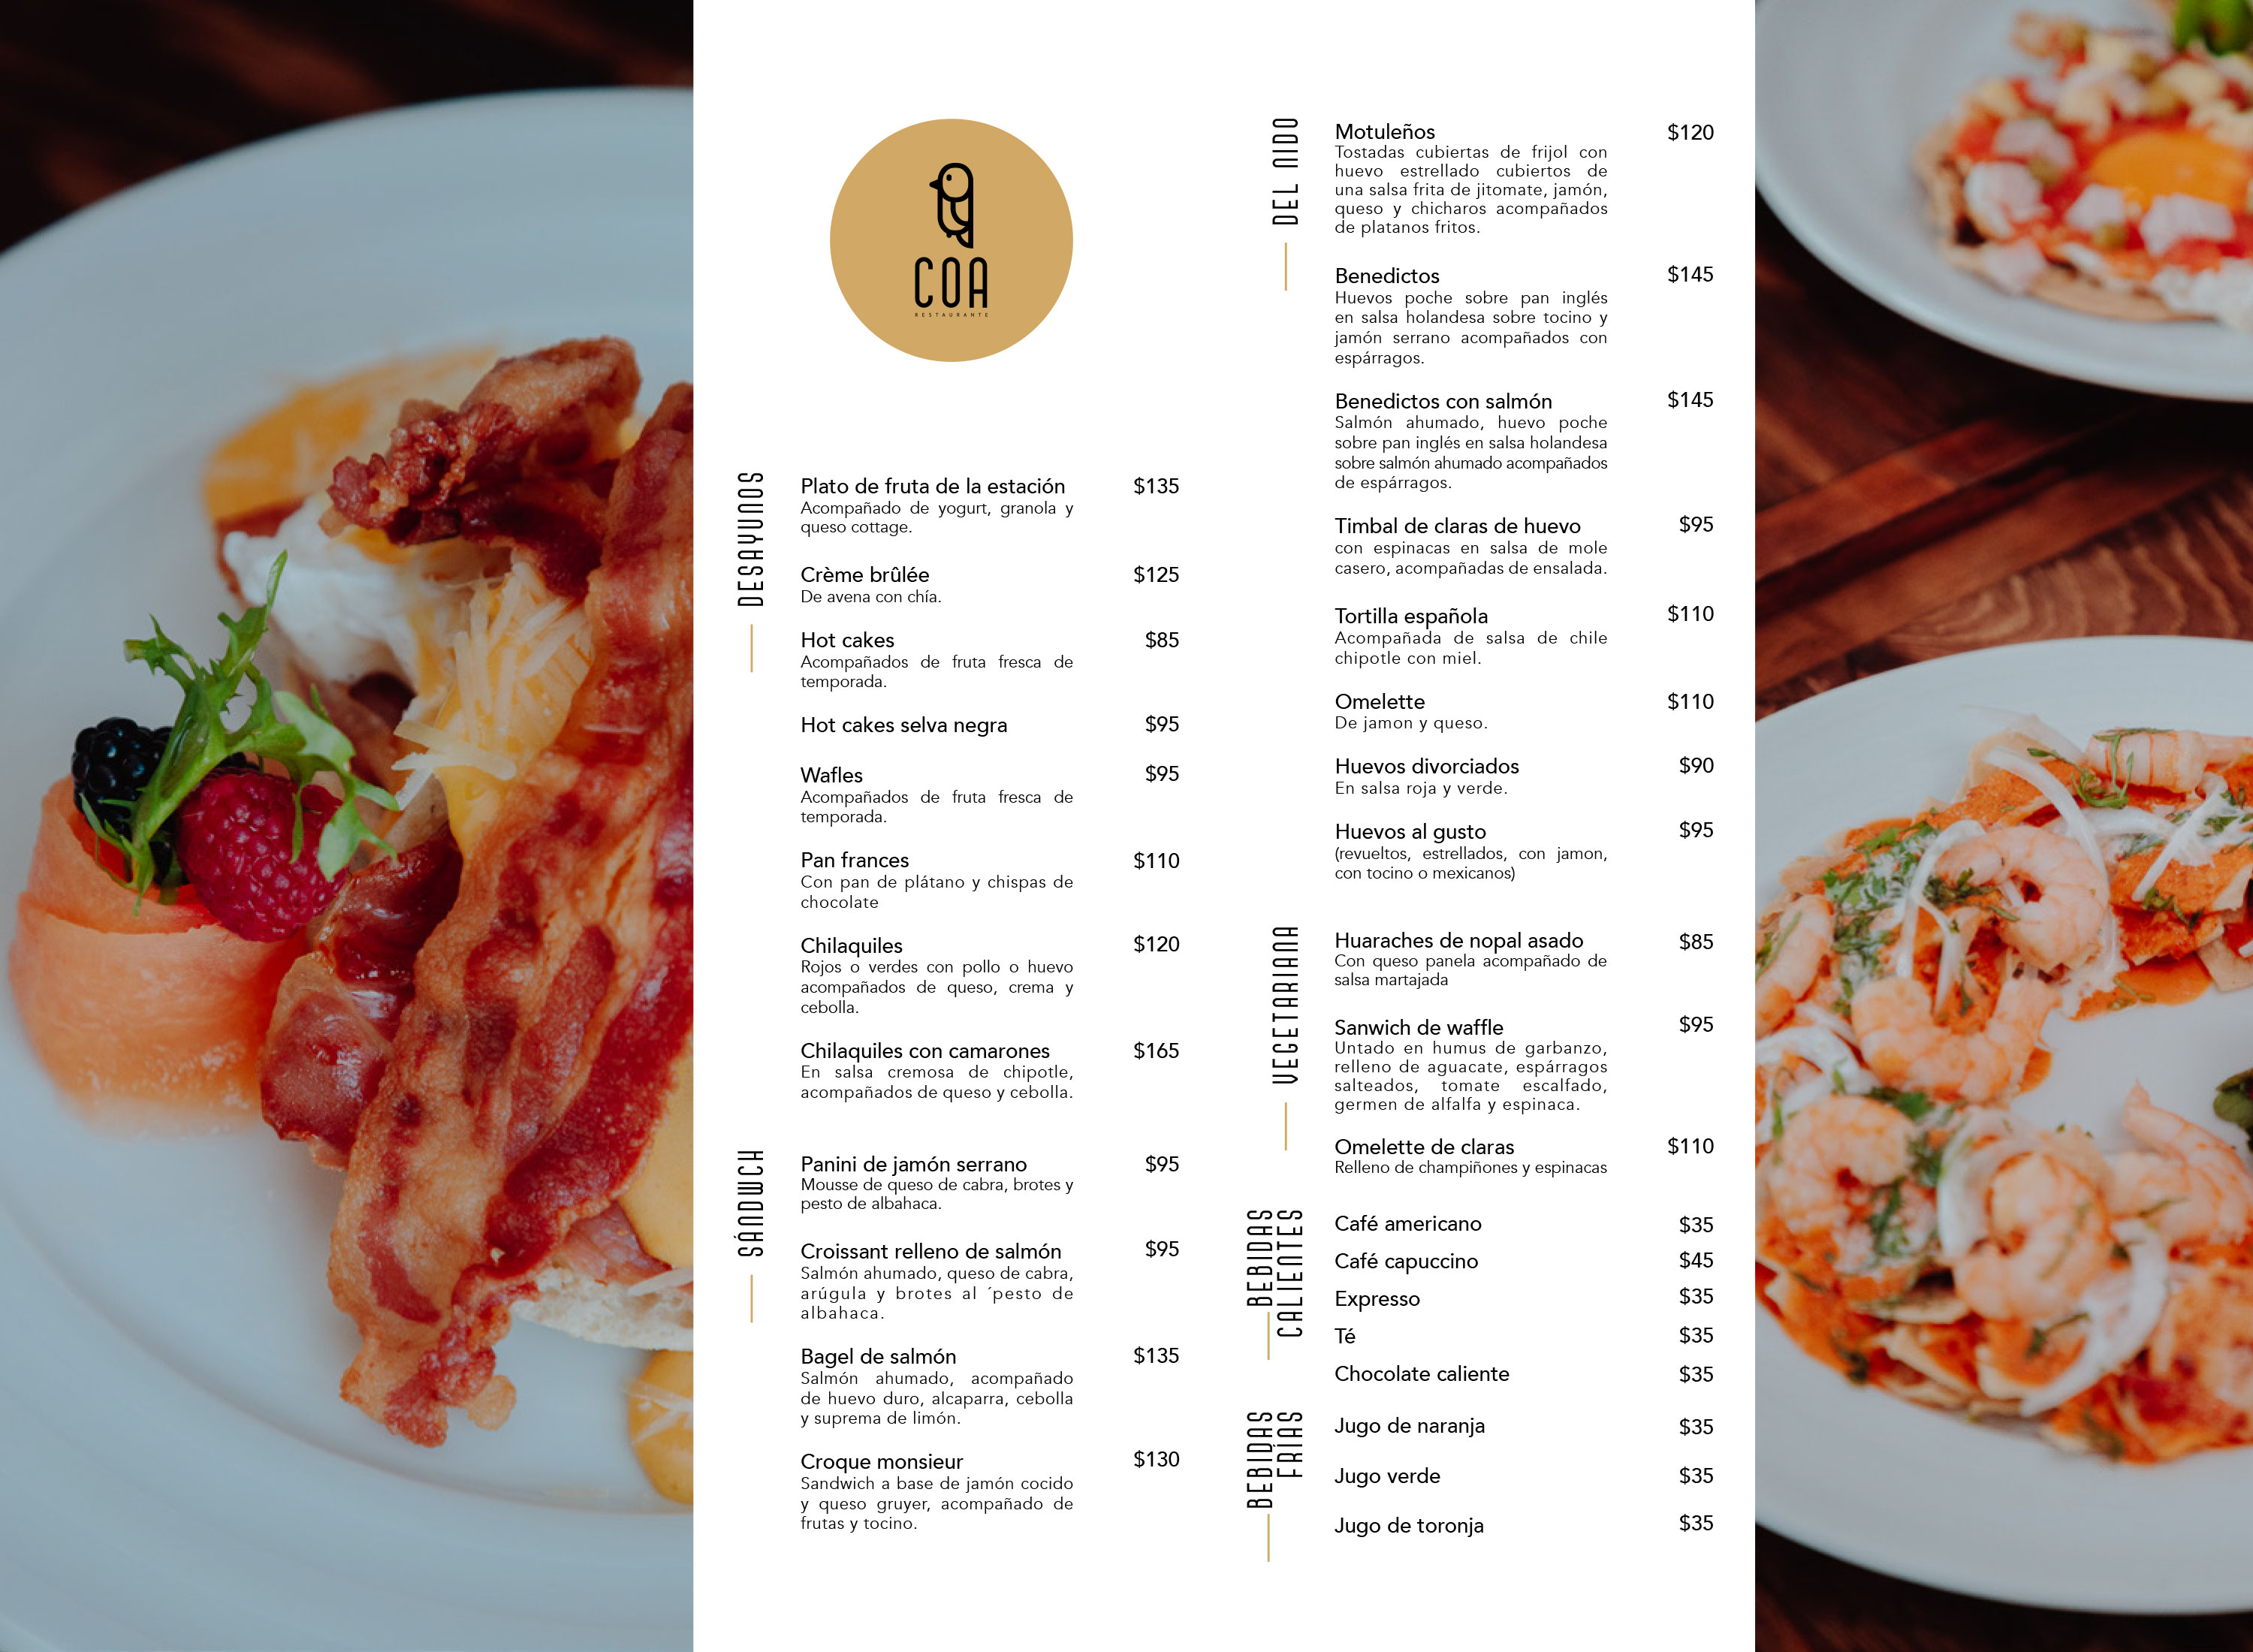 COA
RESTAURANTE
DESAYUNOS
Plato de fruta de la estación $135
Acompañado de yogurt, granola y
queso cottage.
Crème brûlée $125
De avena con chía.
Hot cakes $85
Acompañados de fruta fresca de
temporada.
Hot cakes selva negra $95
Wafles $95
Acompañados de fruta fresca de
temporada.
Pan frances $110
Con pan de plátano y chispas de
chocolate
Chilaquiles $120
Rojos o verdes con pollo o huevo
acompañados de queso, crema y
cebolla.
Chilaquiles con camarones $165
En salsa cremosa de chipotle,
acompañados de queso y cebolla.
SÁNDWCH
Panini de jamón serrano $95
Mousse de queso de cabra, brotes y
pesto de albahaca.
Croissant relleno de salmón $95
Salmón ahumado, queso de cabra,
arúgula y brotes al ´pesto de
albahaca.
Bagel de salmón $135
Salmón ahumado, acompañado
de huevo duro, alcaparra, cebolla
y suprema de limón.
Croque monsieur $130
Sandwich a base de jamón cocido
y queso gruyer, acompañado de
frutas y tocino.
DEL NIDO
Motuleños $120
Tostadas cubiertas de frijol con
huevo estrellado cubiertos de
una salsa frita de jitomate, jamón,
queso y chicharos acompañados
de platanos fritos.
Benedictos $145
Huevos poche sobre pan inglés
en salsa holandesa sobre tocino y
jamón serrano acompañados con
espárragos.
Benedictos con salmón $145
Salmón ahumado, huevo poche
sobre pan inglés en salsa holandesa
sobre salmón ahumado acompañados
de espárragos.
Timbal de claras de huevo $95
con espinacas en salsa de mole
casero, acompañadas de ensalada.
Tortilla española $110
Acompañada de salsa de chile
chipotle con miel.
Omelette $110
De jamon y queso.
Huevos divorciados $90
En salsa roja y verde.
Huevos al gusto $95
(revueltos, estrellados, con jamon,
con tocino o mexicanos)
VEGETARIANA
Huaraches de nopal asado $85
Con queso panela acompañado de
salsa martajada
Sanwich de waffle $95
Untado en humus de garbanzo,
relleno de aguacate, espárragos
salteados, tomate escalfado,
germen de alfalfa y espinaca.
Omelette de claras $110
Relleno de champiñones y espinacas
BEBIDAS
CALIENTES
Café americano $35
Café capuccino $45
Expresso $35
Té $35
Chocolate caliente $35
BEBIDAS
FRÍAS
Jugo de naranja $35
Jugo verde $35
Jugo de toronja $35